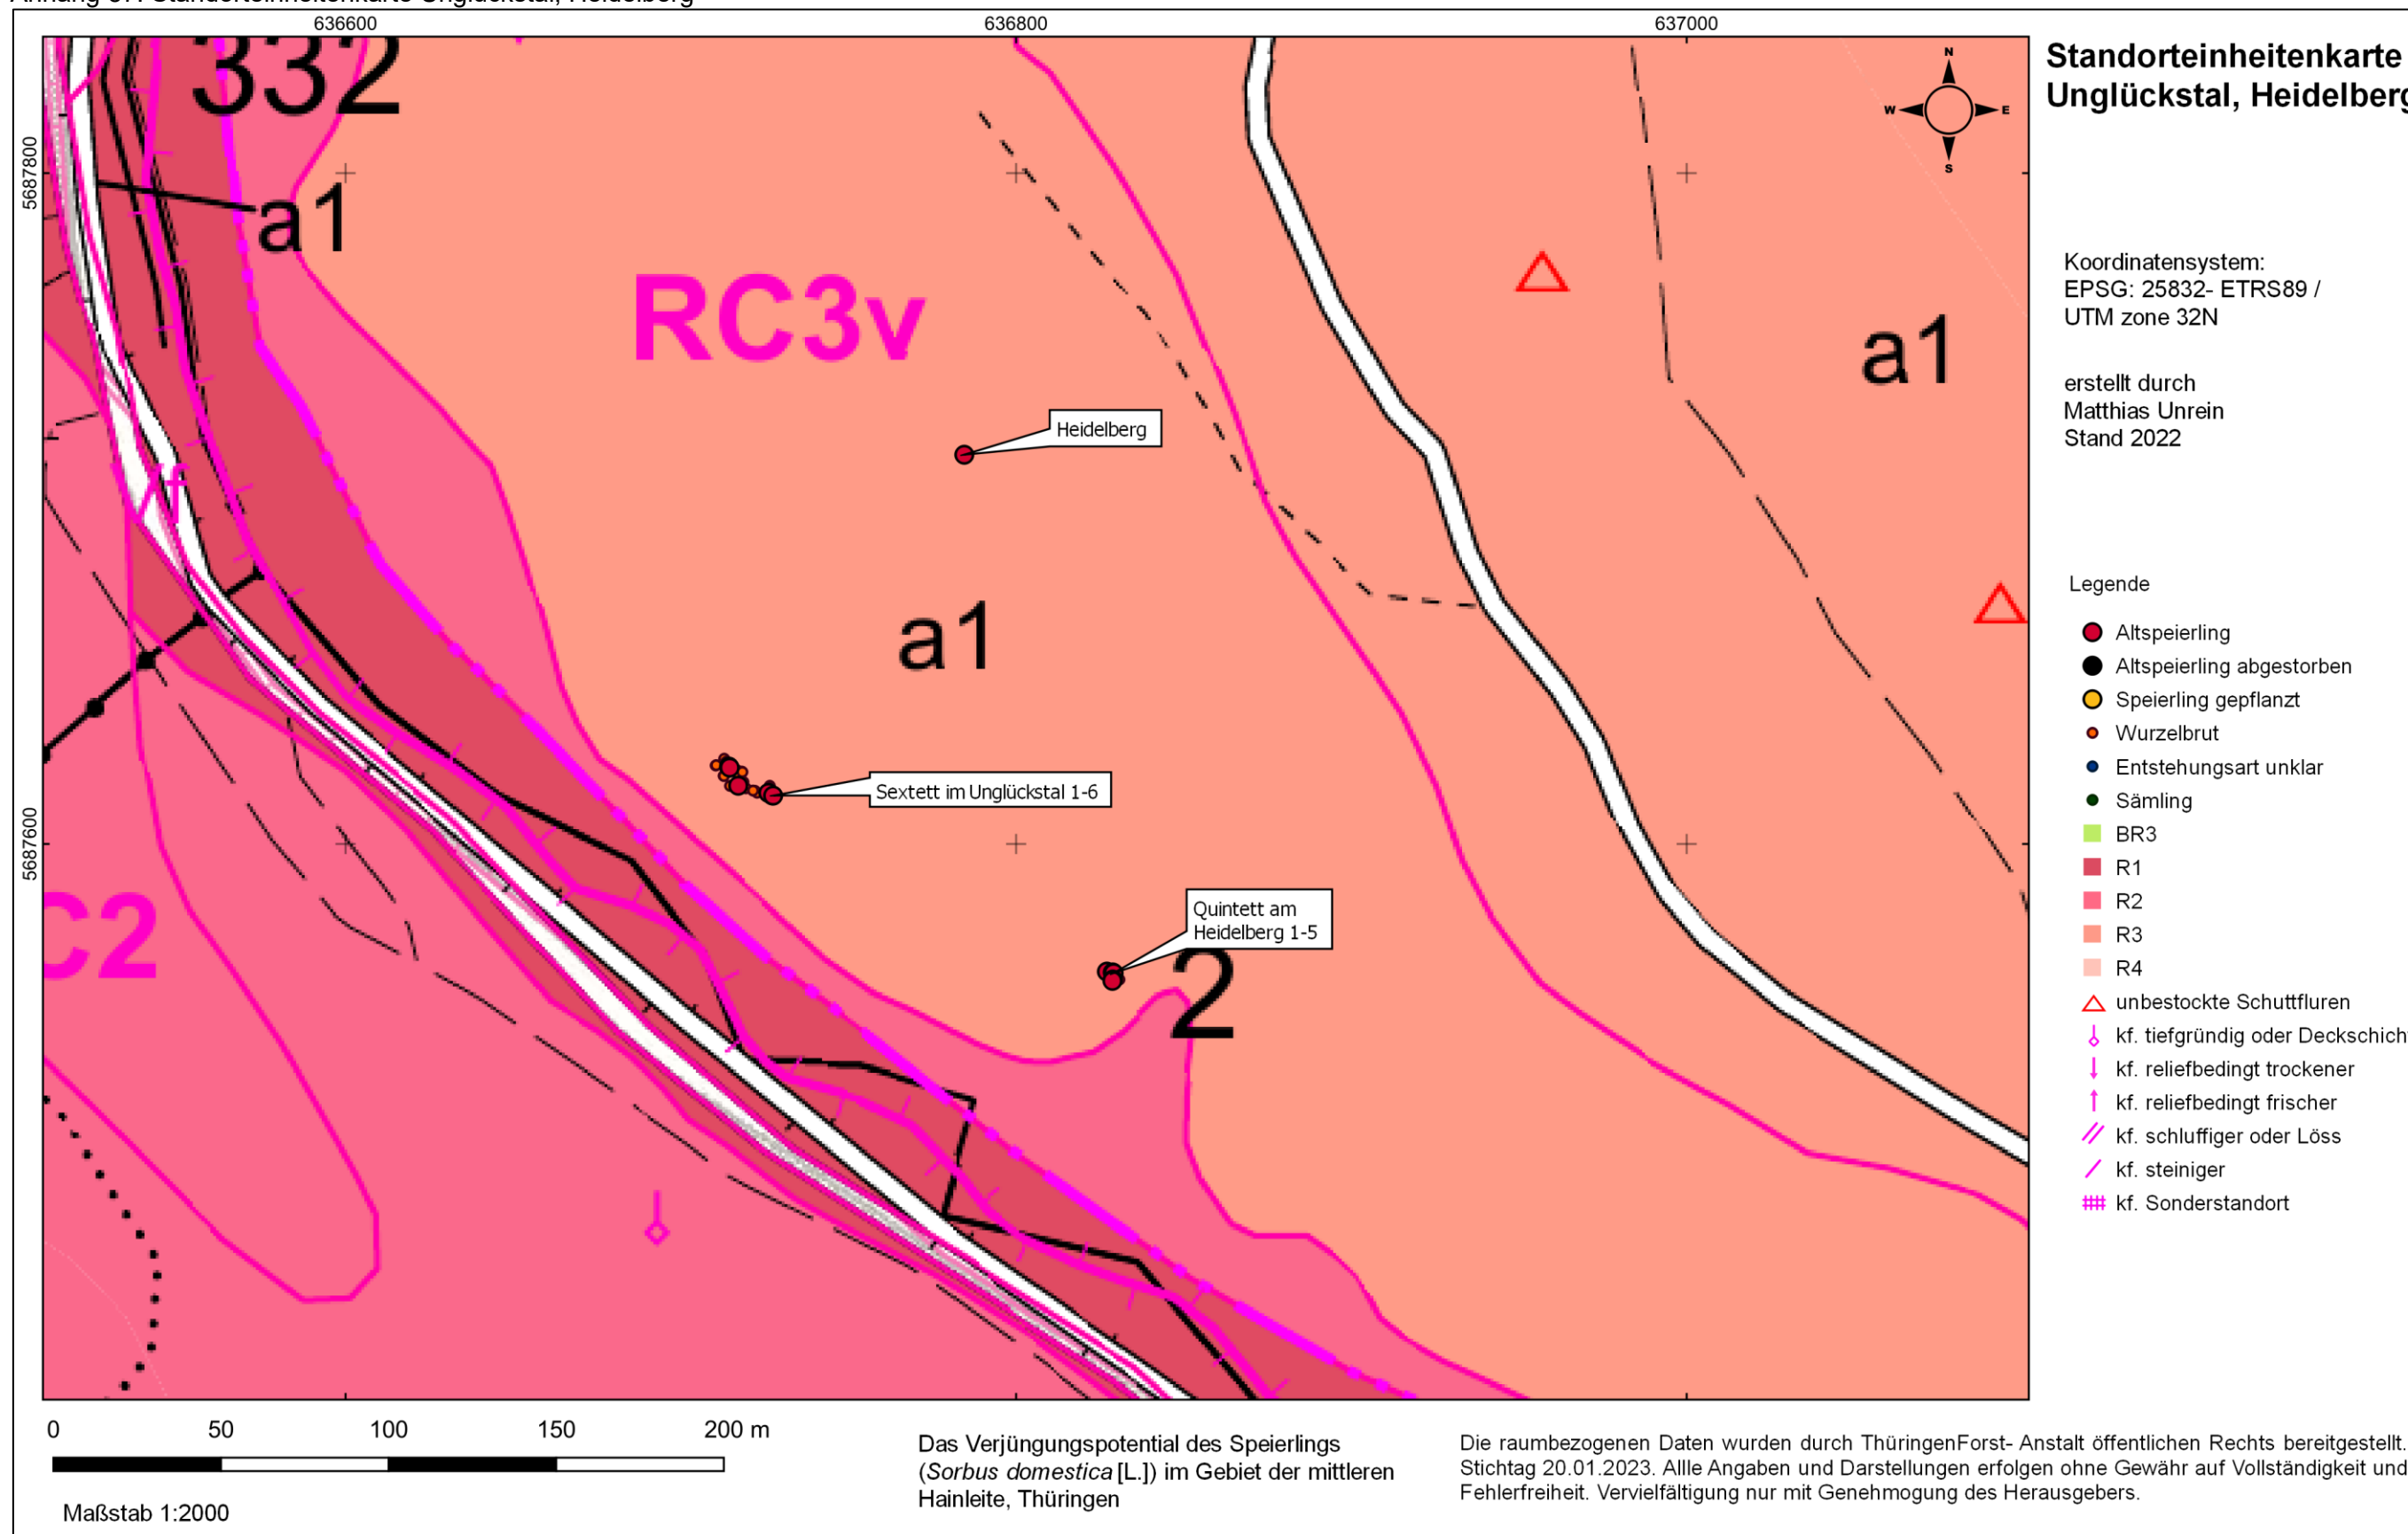 636600 636800 637000
Standorteinheitenkarte
Unglückstal, Heidelberg
N
W E
S
5687800
5687600
332
a1
RC3v
a1
Heidelberg
f
a1
Sextett im Unglückstal 1-6
Quintett am
Heidelberg 1-5
2
C2
Koordinatensystem:
EPSG: 25832- ETRS89 /
UTM zone 32N
erstellt durch
Matthias Unrein
Stand 2022
Legende
Altspeierling
Altspeierling abgestorben
Speierling gepflanzt
Wurzelbrut
Entstehungsart unklar
Sämling
BR3
R1
R2
R3
R4
unbestockte Schuttfluren
kf. tiefgründig oder Deckschich
kf. reliefbedingt trockener
kf. reliefbedingt frischer
kf. schluffiger oder Löss
kf. steiniger
kf. Sonderstandort
0 50 100 150 200 m
Maßstab 1:2000
Das Verjüngungspotential des Speierlings
(Sorbus domestica [L.]) im Gebiet der mittleren
Hainleite, Thüringen
Die raumbezogenen Daten wurden durch ThüringenForst- Anstalt öffentlichen Rechts bereitgestellt.
Stichtag 20.01.2023. Allle Angaben und Darstellungen erfolgen ohne Gewähr auf Vollständigkeit und
Fehlerfreiheit. Vervielfältigung nur mit Genehmogung des Herausgebers.